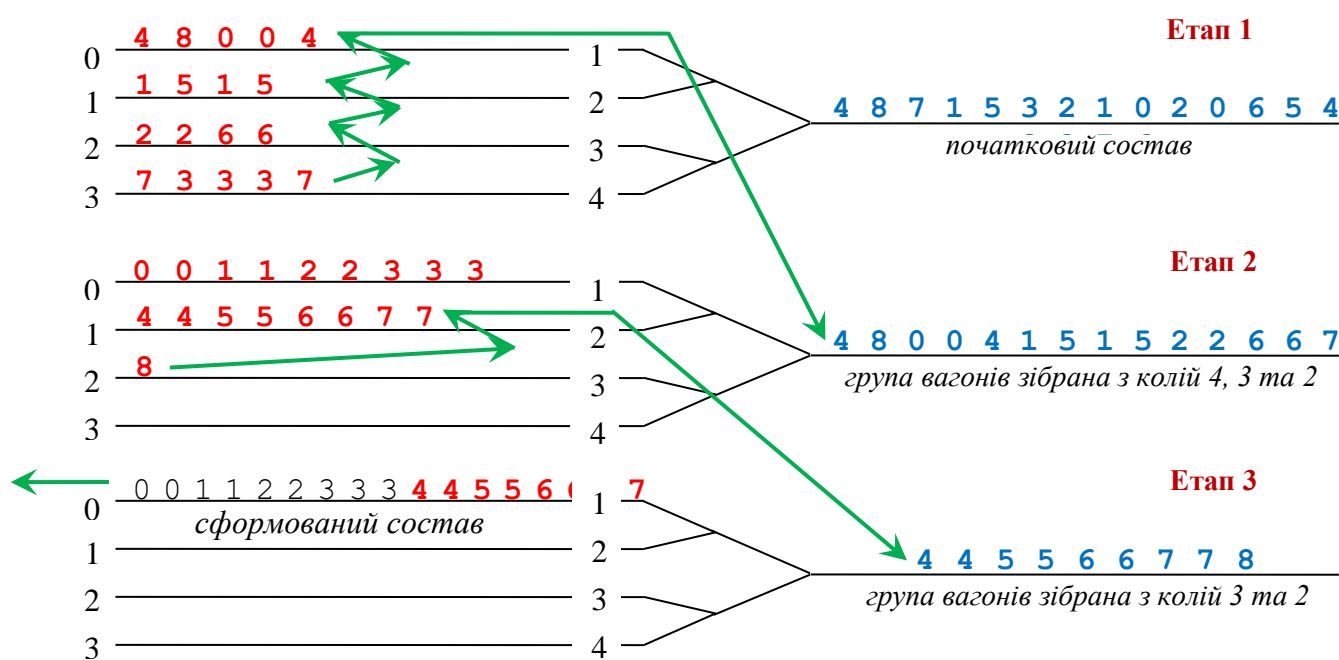 Етап 1
0 4 8 0 0 4 1
1 1 5 1 5 2
2 2 2 6 6 3
3 7 3 3 3 7 4
4 8 7 1 5 3 2 1 0 2 0 6 5 4
початковий состав
Етап 2
0 0 0 1 1 2 2 3 3 3 1
1 4 4 5 5 6 6 7 7 2
2 8 3
3 4
4 8 0 0 4 1 5 1 5 2 2 6 6 7
група вагонів зібрана з колій 4, 3 та 2
Етап 3
0 0 0 1 1 2 2 3 3 3 4 4 5 5 6 7 1
сформований состав
1 2
2 3
3 4
4 4 5 5 6 6 7 7 8
група вагонів зібрана з колій 3 та 2